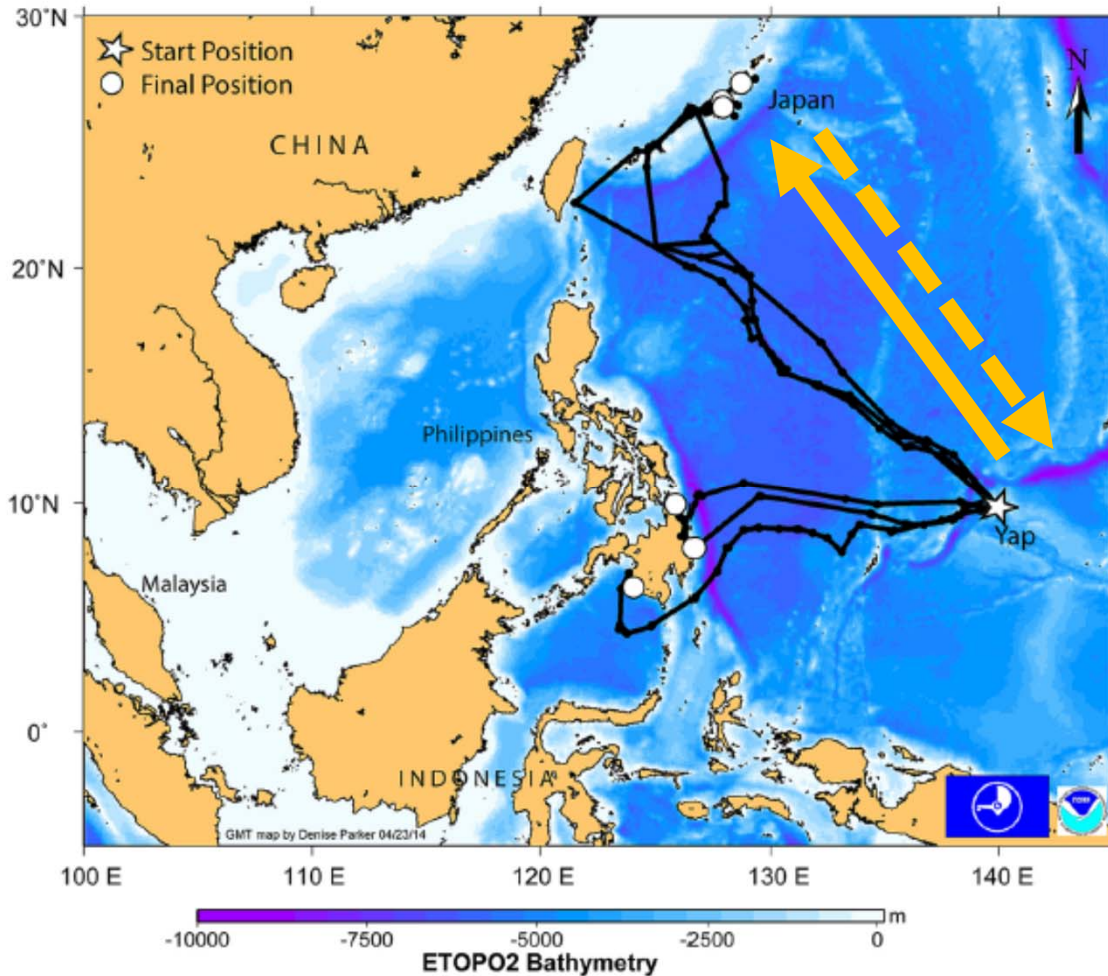 30°N
Start Position
Final Position
N
Japan
CHINA
20°N
Philippines
10°N
Yap
Malaysia
0°
INDONESIA
GMT map by Denise Parker 04/23/14
100 E 110 E 120 E 130 E 140 E
m
-10000 -7500 -5000 -2500 0
ETOPO2 Bathymetry